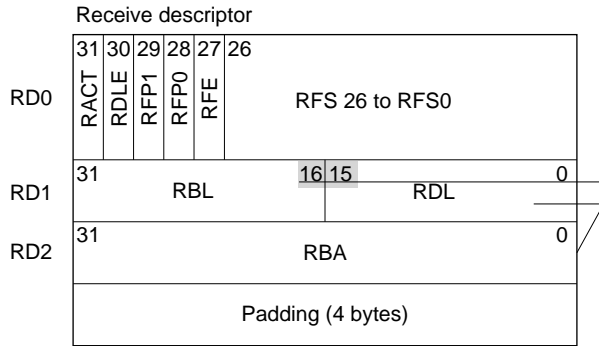 Receive descriptor
31 30 29 28 27 26
RD0 RACT RDLE RFP1 RFP0 RFE RFS 26 to RFS0
31 16 15 0
RD1 RBL RDL
31 0
RD2 RBA
Padding (4 bytes)